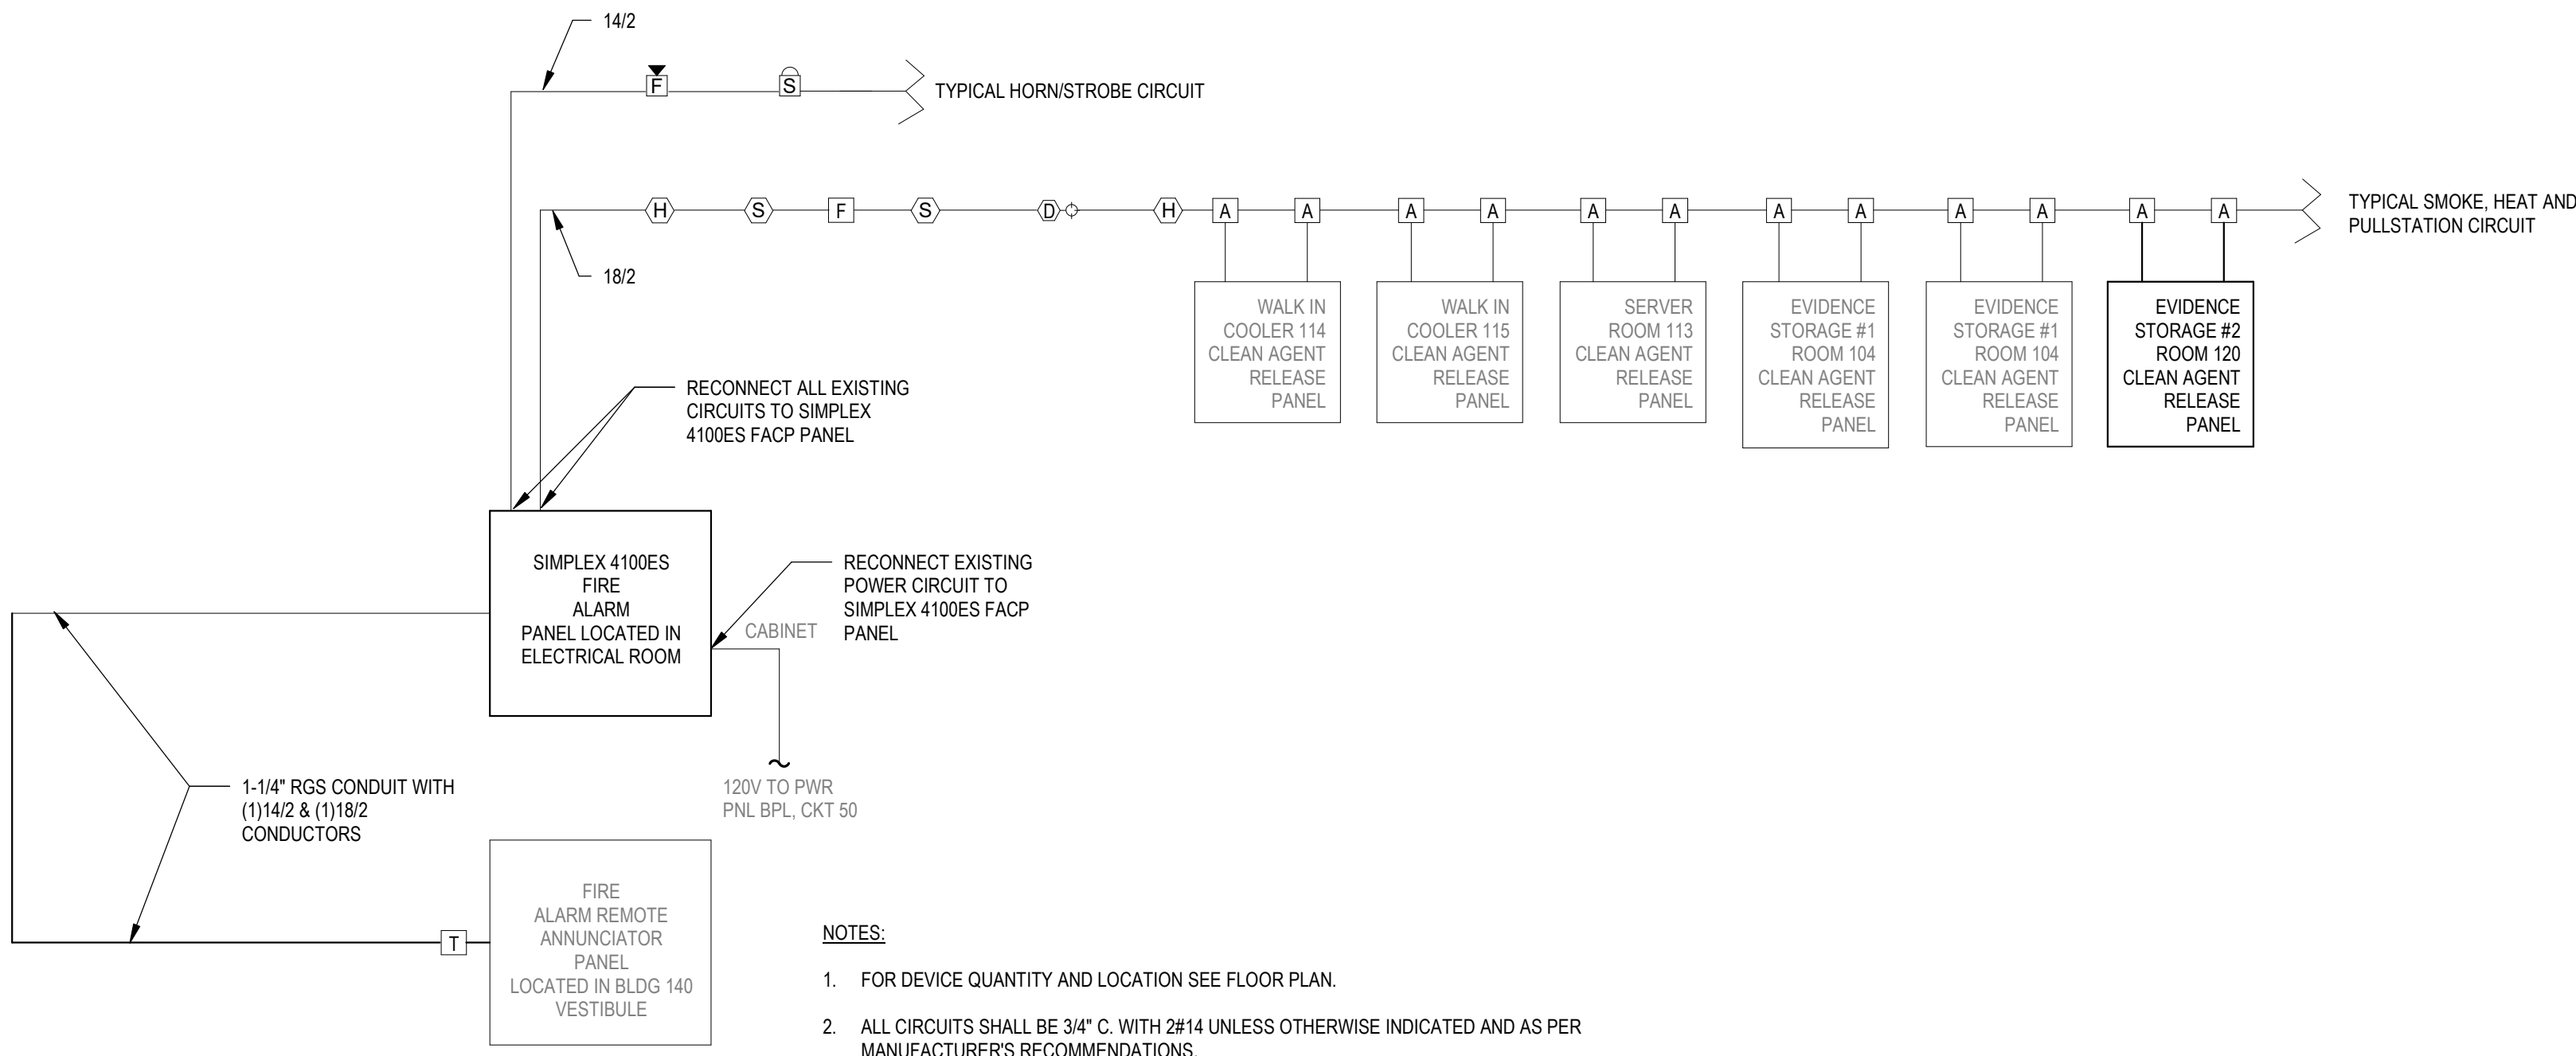 14/2
F
S
TYPICAL HORN/STROBE CIRCUIT
H
S
F
S
D
H
A
A
A
A
A
A
A
A
A
A
A
A
TYPICAL SMOKE, HEAT AND
PULLSTATION CIRCUIT
18/2
WALK IN
COOLER 114
CLEAN AGENT
RELEASE
PANEL
WALK IN
COOLER 115
CLEAN AGENT
RELEASE
PANEL
SERVER
ROOM 113
CLEAN AGENT
RELEASE
PANEL
EVIDENCE
STORAGE #1
ROOM 104
CLEAN AGENT
RELEASE
PANEL
EVIDENCE
STORAGE #1
ROOM 104
CLEAN AGENT
RELEASE
PANEL
EVIDENCE
STORAGE #2
ROOM 120
CLEAN AGENT
RELEASE
PANEL
RECONNECT ALL EXISTING
CIRCUITS TO SIMPLEX
4100ES FACP PANEL
SIMPLEX 4100ES
FIRE
ALARM
PANEL LOCATED IN
ELECTRICAL ROOM
RECONNECT EXISTING
POWER CIRCUIT TO
SIMPLEX 4100ES FACP
PANEL
CABINET
120V TO PWR
PNL BPL, CKT 50
1-1/4" RGS CONDUIT WITH
(1)14/2 & (1)18/2
CONDUCTORS
T
FIRE
ALARM REMOTE
ANNUNCIATOR
PANEL
LOCATED IN BLDG 140
VESTIBULE
NOTES:
1. FOR DEVICE QUANTITY AND LOCATION SEE FLOOR PLAN.
2. ALL CIRCUITS SHALL BE 3/4" C. WITH 2#14 UNLESS OTHERWISE INDICATED AND AS PER
MANUFACTURER'S RECOMMENDATIONS.